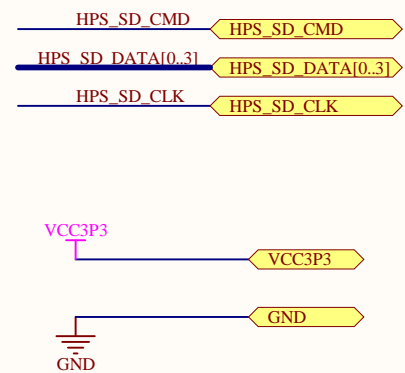 HPS_SD_CMD HPS_SD_CMD
HPS_SD_DATA[0..3] HPS_SD_DATA[0..3]
HPS_SD_CLK HPS_SD_CLK
VCC3P3
VCC3P3
GND
GND